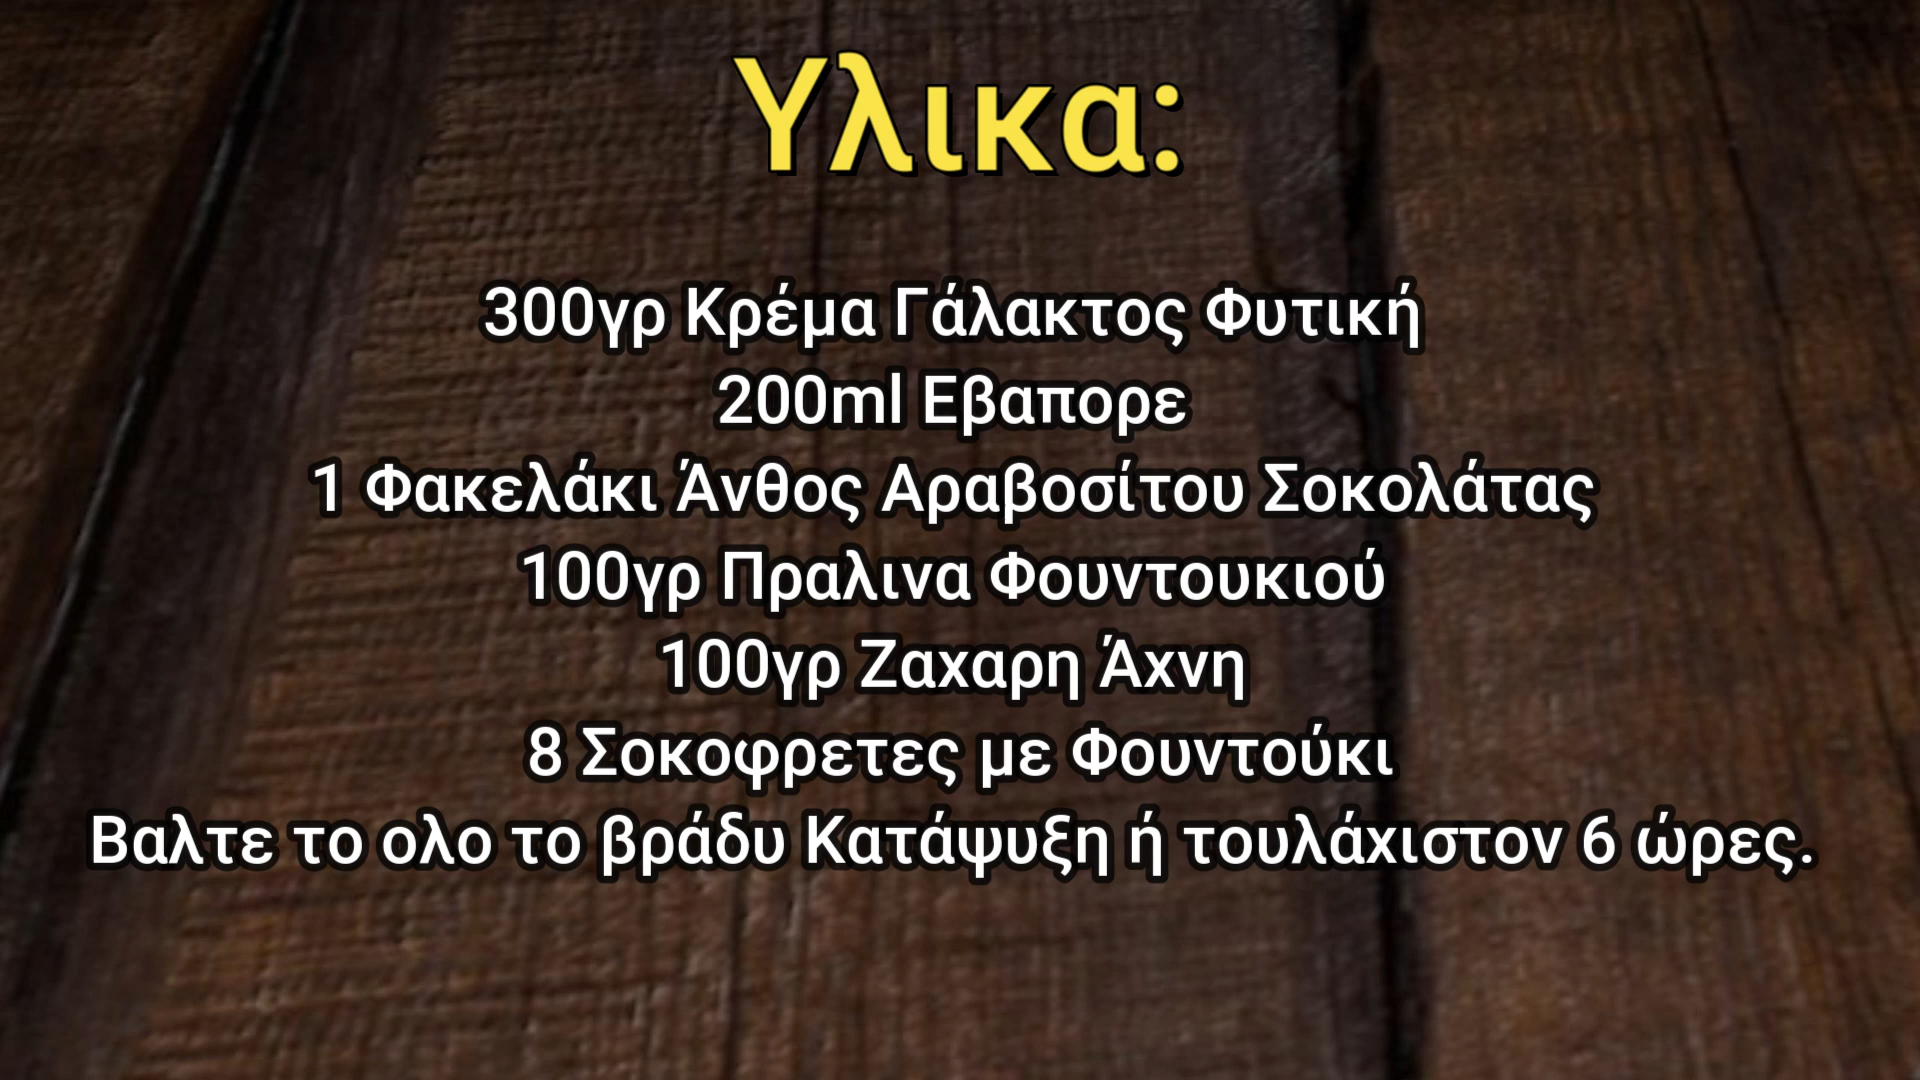 Υλικα:
300γρ Κρέμα Γάλακτος Φυτική
200ml Εβαπορε
1 Φακελάκι Άνθος Αραβοσίτου Σοκολάτας
100γρ Πραλινα Φουντουκιού
100γρ Ζαχαρη Άχνη
8 Σοκοφρετες με Φουντούκι
Βαλτε το ολο το βράδυ Κατάψυξη ή τουλάχιστον 6 ώρες.